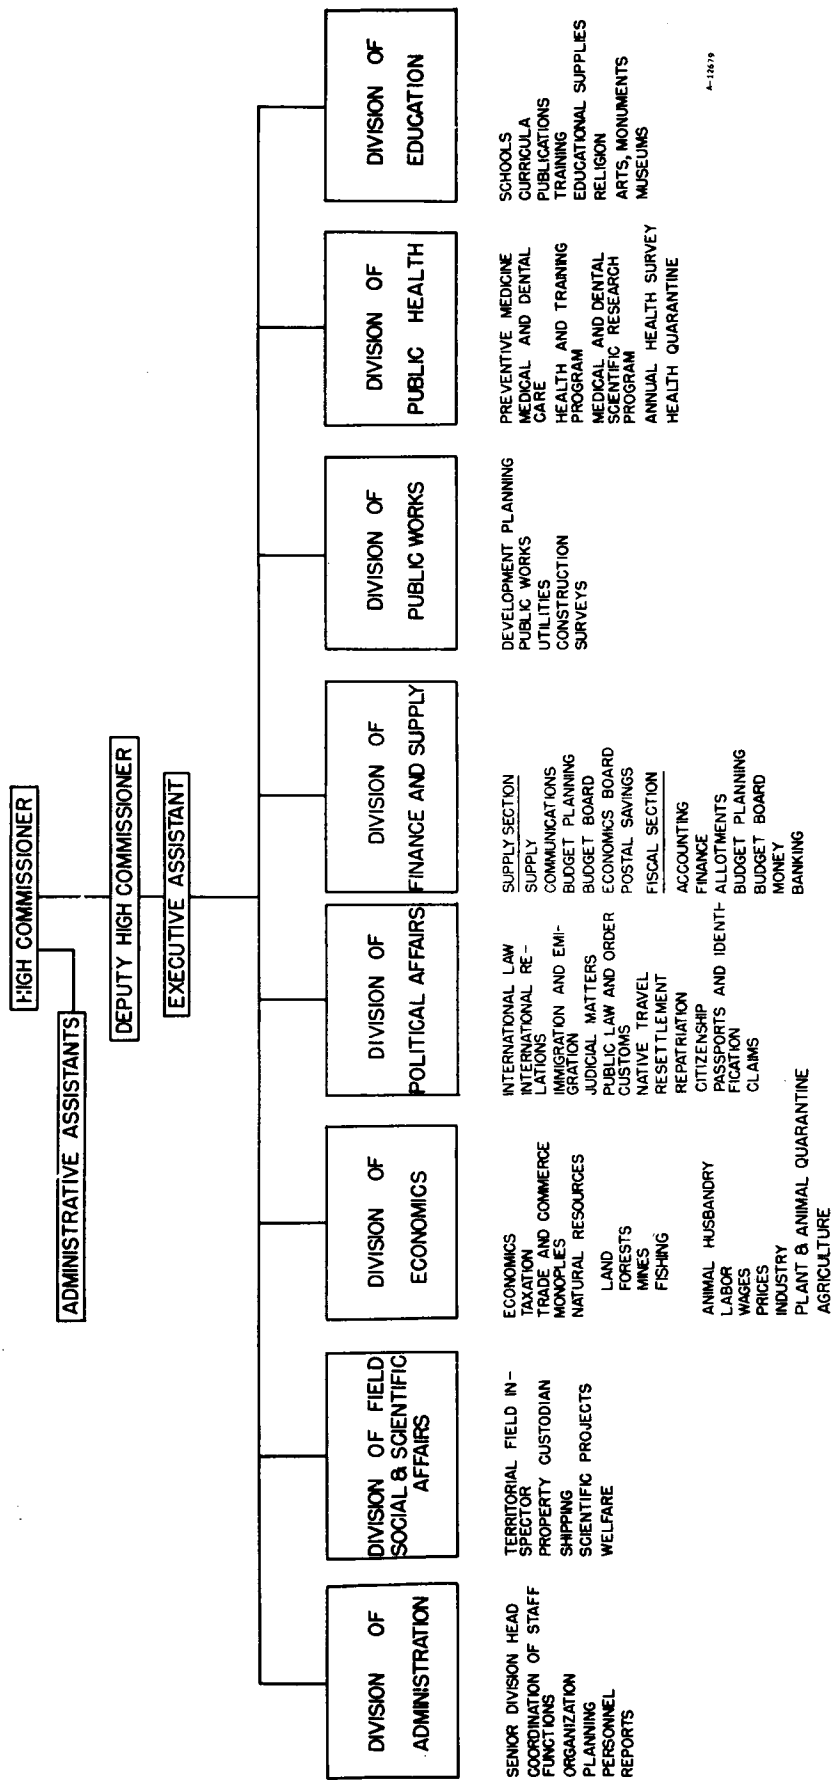 HIGH COMMISSIONER
ADMINISTRATIVE ASSISTANTS
DEPUTY HIGH COMMISSIONER
EXECUTIVE ASSISTANT
DIVISION OF
ADMINISTRATION
SENIOR DIVISION HEAD
COORDINATION OF STAFF
FUNCTIONS
ORGANIZATION
PLANNING
PERSONNEL
REPORTS
DIVISION OF FIELD
SOCIAL & SCIENTIFIC
AFFAIRS
TERRITORIAL FIELD IN-
SPECTOR
PROPERTY CUSTODIAN
SHIPPING
SCIENTIFIC PROJECTS
WELFARE
DIVISION OF
ECONOMICS
ECONOMICS
TAXATION
TRADE AND COMMERCE
MONOPLIES
NATURAL RESOURCES
LAND
FORESTS
MINES
FISHING
ANIMAL HUSBANDRY
LABOR
WAGES
PRICES
INDUSTRY
PLANT & ANIMAL QUARANTINE
AGRICULTURE
DIVISION OF
POLITICAL AFFAIRS
INTERNATIONAL LAW
INTERNATIONAL RE-
LATIONS
IMMIGRATION AND EMI-
GRATION
JUDICIAL MATTERS
PUBLIC LAW AND ORDER
CUSTOMS
NATIVE TRAVEL
RESETTLEMENT
REPATRIATION
CITIZENSHIP
PASSPORTS AND IDENTI-
FICATION
CLAIMS
DIVISION OF
FINANCE AND SUPPLY
SUPPLY SECTION
SUPPLY
COMMUNICATIONS
BUDGET PLANNING
BUDGET BOARD
ECONOMICS BOARD
POSTAL SAVINGS
FISCAL SECTION
ACCOUNTING
FINANCE
ALLOTMENTS
BUDGET PLANNING
BUDGET BOARD
MONEY
BANKING
DIVISION OF
PUBLIC WORKS
DEVELOPMENT PLANNING
PUBLIC WORKS
UTILITIES
CONSTRUCTION
SURVEYS
DIVISION OF
PUBLIC HEALTH
PREVENTIVE MEDICINE
MEDICAL AND DENTAL
CARE
HEALTH AND TRAINING
PROGRAM
MEDICAL AND DENTAL
SCIENTIFIC RESEARCH
PROGRAM
ANNUAL HEALTH SURVEY
HEALTH QUARANTINE
DIVISION OF
EDUCATION
SCHOOLS
CURRICULA
PUBLICATIONS
TRAINING
EDUCATIONAL SUPPLIES
RELIGION
ARTS, MONUMENTS
MUSEUMS
A-12679